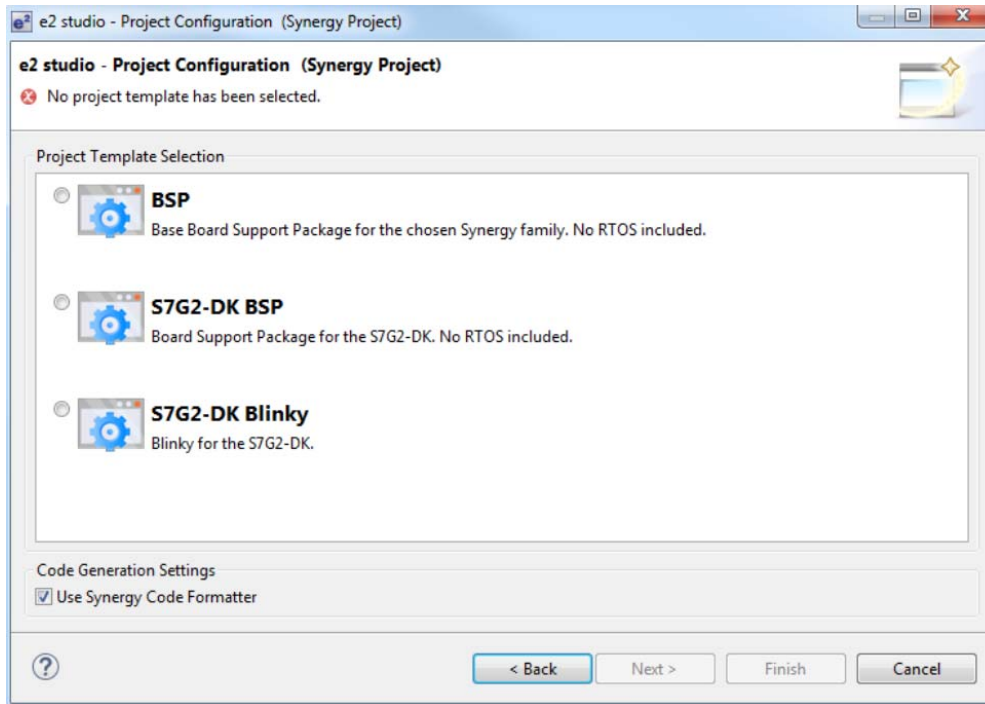 e² e2 studio - Project Configuration (Synergy Project)
e2 studio - Project Configuration (Synergy Project)
No project template has been selected.
Project Template Selection
BSP
Base Board Support Package for the chosen Synergy family. No RTOS included.
S7G2-DK BSP
Board Support Package for the S7G2-DK. No RTOS included.
S7G2-DK Blinky
Blinky for the S7G2-DK.
Code Generation Settings
Use Synergy Code Formatter
? < Back Next > Finish Cancel